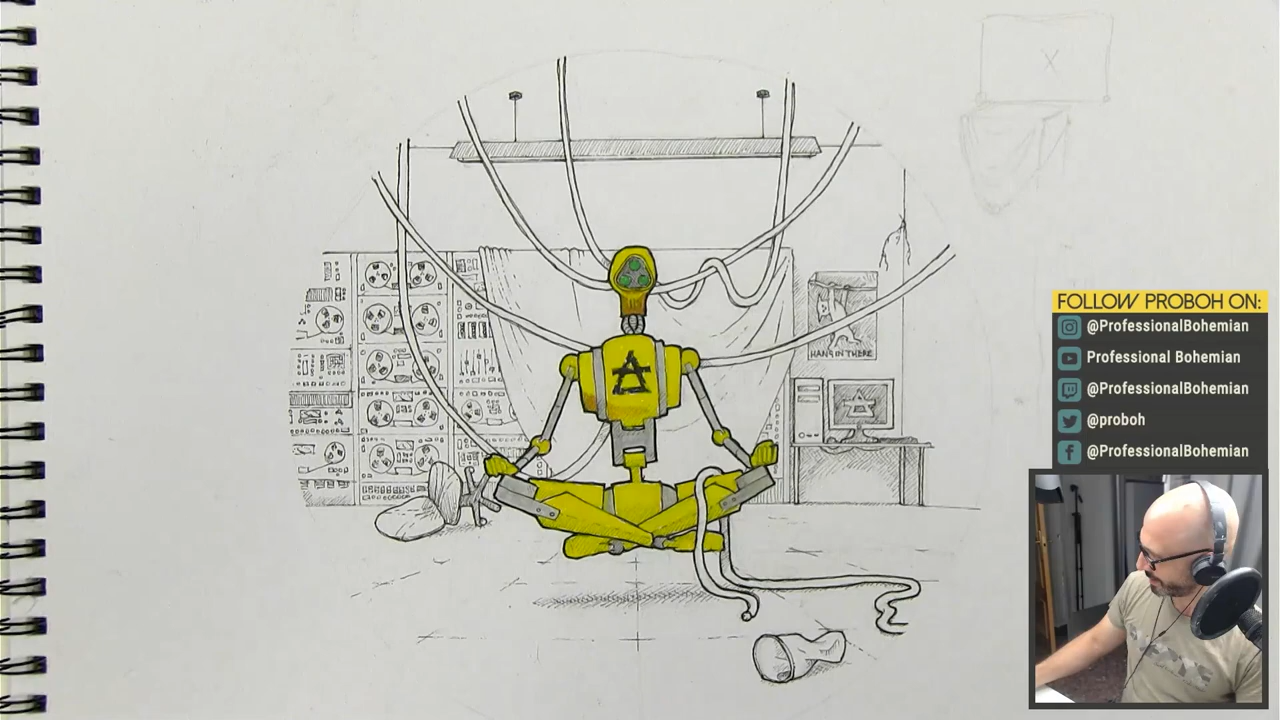 HANG IN THERE
FOLLOW PROBOH ON:
@ProfessionalBohemian
Professional Bohemian
@ProfessionalBohemian
@proboh
@ProfessionalBohemian